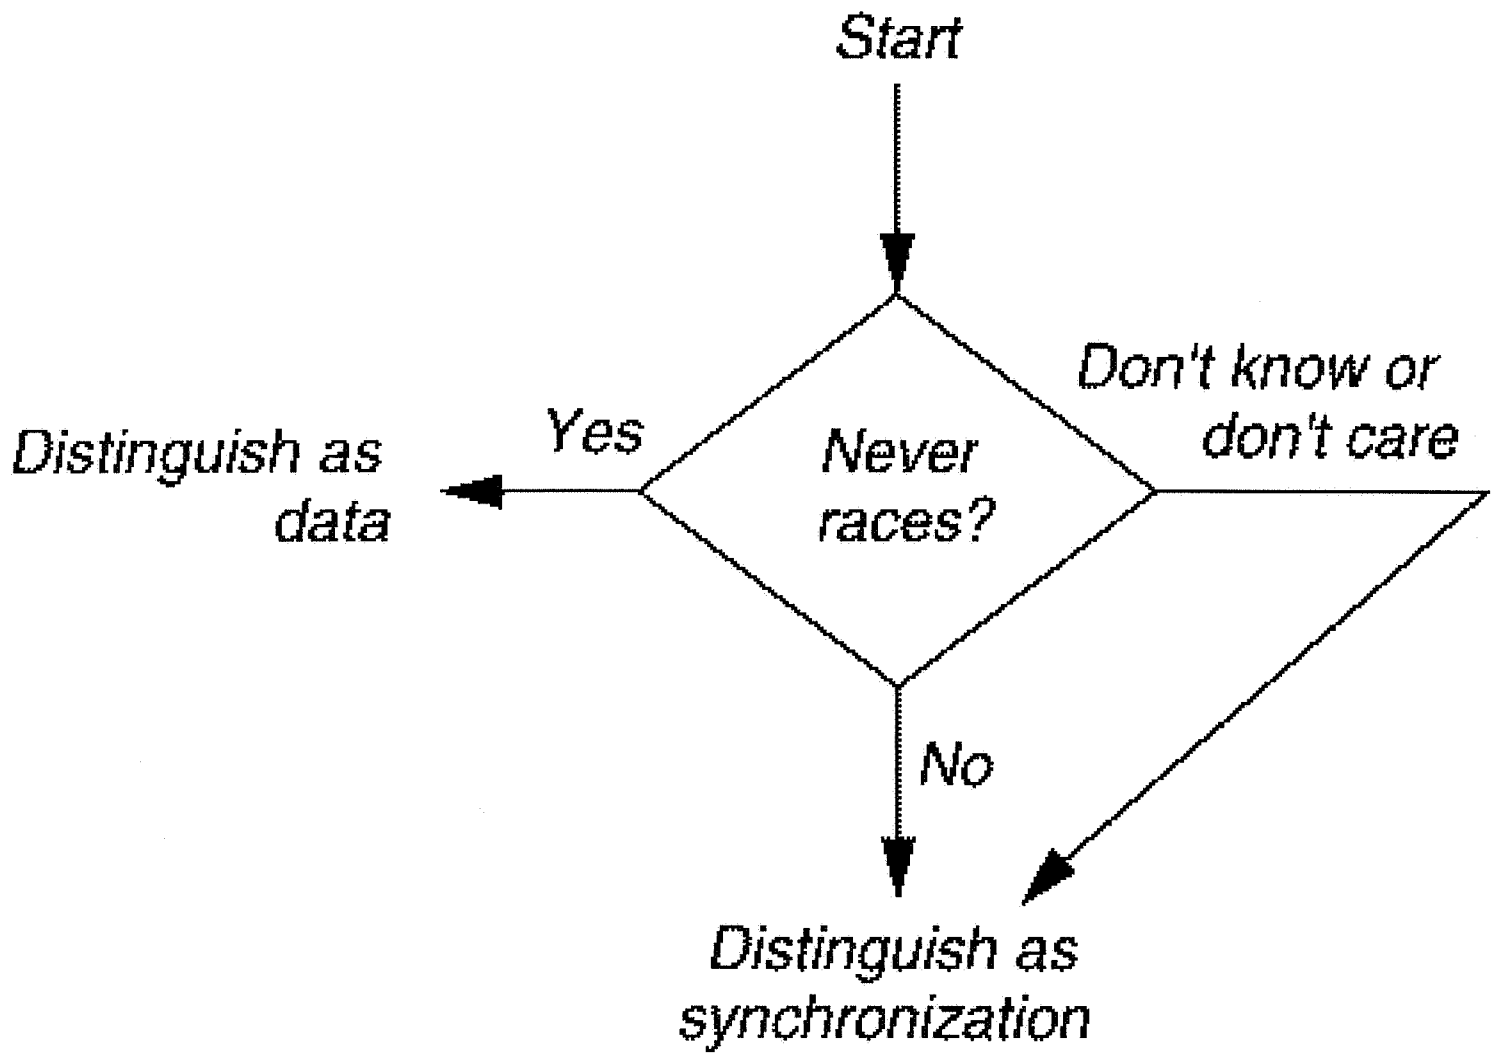 Start
Don't know or
don't care
Yes
Never
races?
Distinguish as
data
No
Distinguish as
synchronization